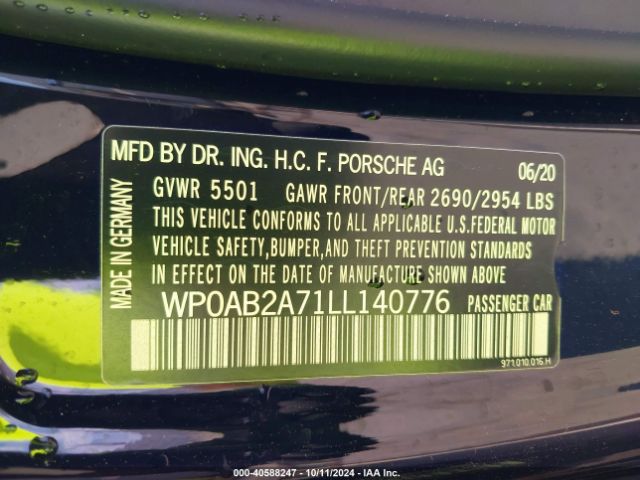 MFD BY DR. ING. H.C. F. PORSCHE AG 06/20
GVWR 5501 GAWR FRONT/REAR 2690/2954 LBS
THIS VEHICLE CONFORMS TO ALL APPLICABLE U.S.FEDERAL MOTOR
VEHICLE SAFETY,BUMPER,AND THEFT PREVENTION STANDARDS
IN EFFECT ON THE DATE OF MANUFACTURE SHOWN ABOVE.
WP0AB2A71LL140776 PASSENGER CAR
971.010.016.H
MADE IN GERMANY
000-40588247 - 10/11/2024 - IAA Inc.